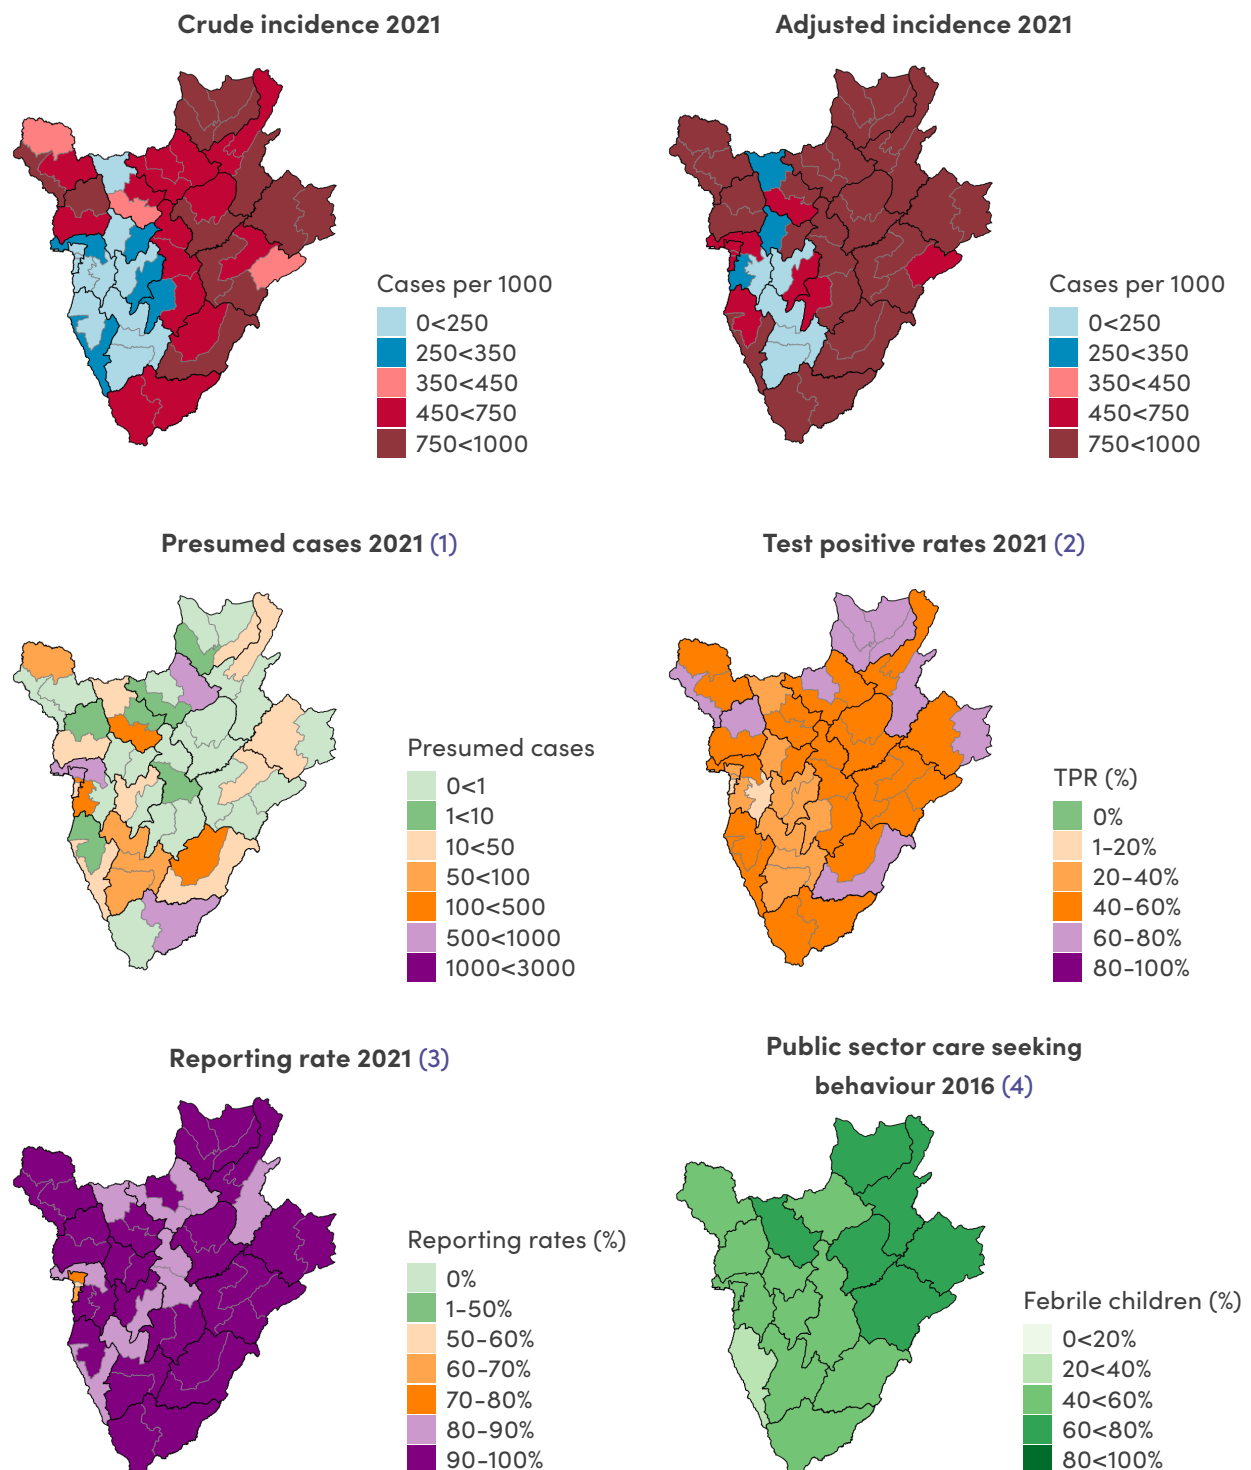 Crude incidence 2021
Adjusted incidence 2021
Cases per 1000
0<250
250<350
350<450
450<750
750<1000
Cases per 1000
0<250
250<350
350<450
450<750
750<1000
Presumed cases 2021 (1)
Test positive rates 2021 (2)
Presumed cases
0<1
1<10
10<50
50<100
100<500
500<1000
1000<3000
TPR (%)
0%
1-20%
20-40%
40-60%
60-80%
80-100%
Reporting rate 2021 (3)
Public sector care seeking
behaviour 2016 (4)
Reporting rates (%)
0%
1-50%
50-60%
60-70%
70-80%
80-90%
90-100%
Febrile children (%)
0<20%
20<40%
40<60%
60<80%
80<100%